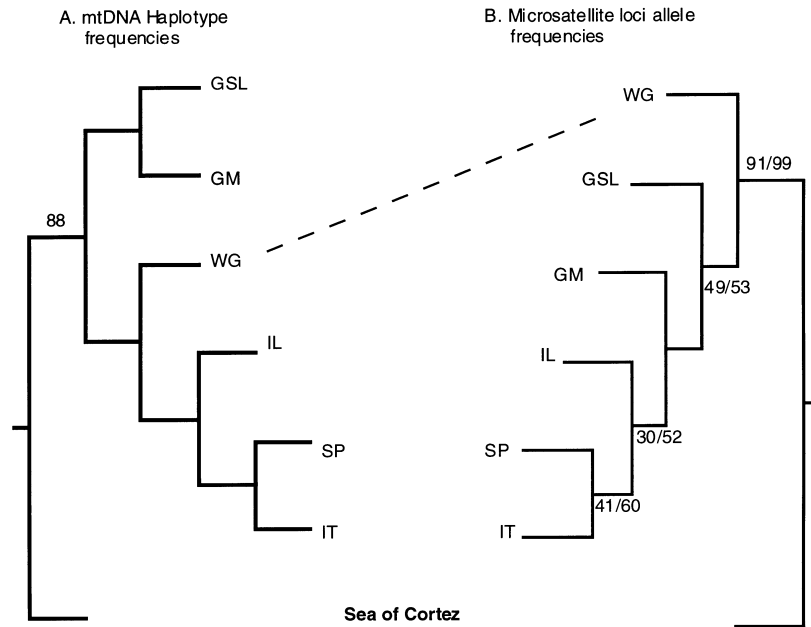 A. mtDNA Haplotype
frequencies
GSL
GM
88
WG
IL
SP
IT
B. Microsatellite loci allele
frequencies
WG
91/99
GSL
GM
49/53
IL
30/52
SP
41/60
IT
Sea of Cortez